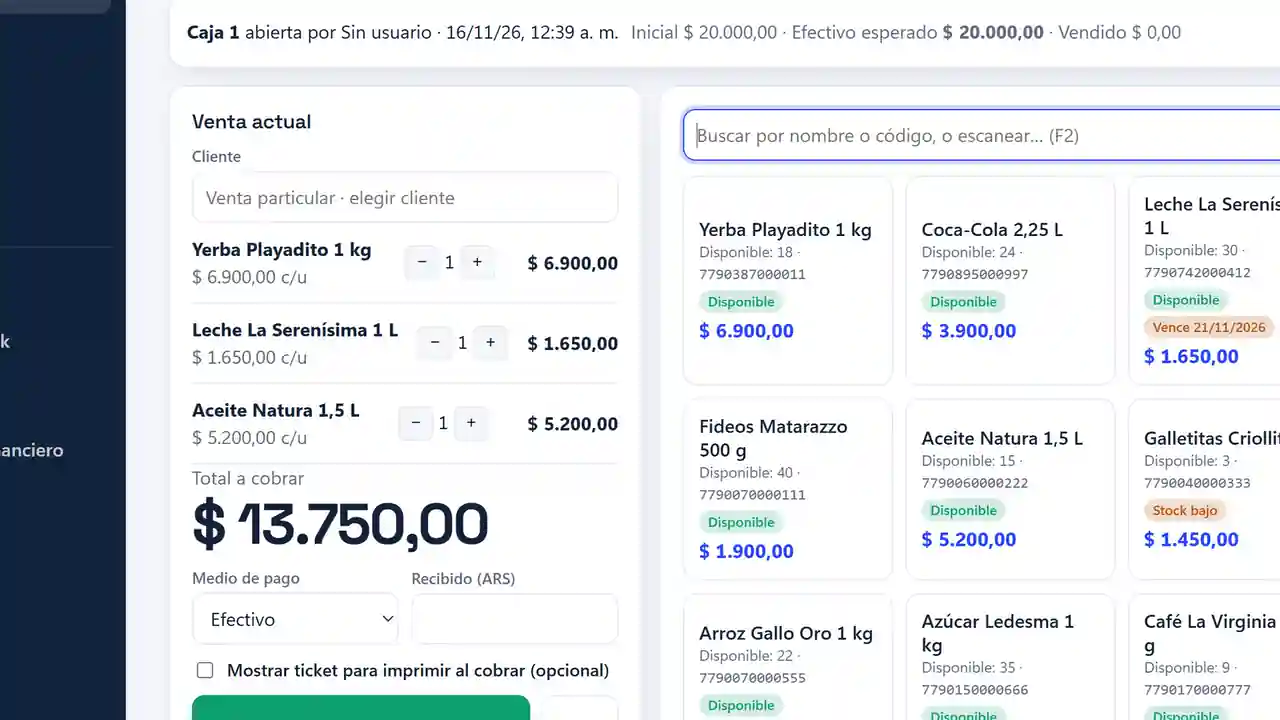 Caja 1 abierta por Sin usuario · 16/11/26, 12:39 a. m. Inicial $ 20.000,00 · Efectivo esperado $ 20.000,00 · Vendido $ 0,00
k
anciero
Venta actual
Cliente
Venta particular · elegir cliente
Yerba Playadito 1 kg
$ 6.900,00 c/u
− 1 +
$ 6.900,00
Leche La Serenísima 1 L
$ 1.650,00 c/u
− 1 +
$ 1.650,00
Aceite Natura 1,5 L
$ 5.200,00 c/u
− 1 +
$ 5.200,00
Total a cobrar
$ 13.750,00
Medio de pago
Efectivo
Recibido (ARS)
Mostrar ticket para imprimir al cobrar (opcional)
Buscar por nombre o código, o escanear... (F2)
Yerba Playadito 1 kg
Disponible: 18 ·
7790387000011
Disponible
$ 6.900,00
Coca-Cola 2,25 L
Disponible: 24 ·
7790895000997
Disponible
$ 3.900,00
Leche La Serenís
1 L
Disponible: 30 ·
7790742000412
Disponible
Vence 21/11/2026
$ 1.650,00
Fideos Matarazzo
500 g
Disponible: 40 ·
7790070000111
Disponible
$ 1.900,00
Aceite Natura 1,5 L
Disponible: 15 ·
7790060000222
Disponible
$ 5.200,00
Galletitas Criollit
Disponible: 3 ·
7790040000333
Stock bajo
$ 1.450,00
Arroz Gallo Oro 1 kg
Disponible: 22 ·
7790070000555
Disponible
Azúcar Ledesma 1
kg
Disponible: 35 ·
7790150000666
Disponible
Café La Virginia
g
Disponible: 9 ·
7790170000777
Disponible